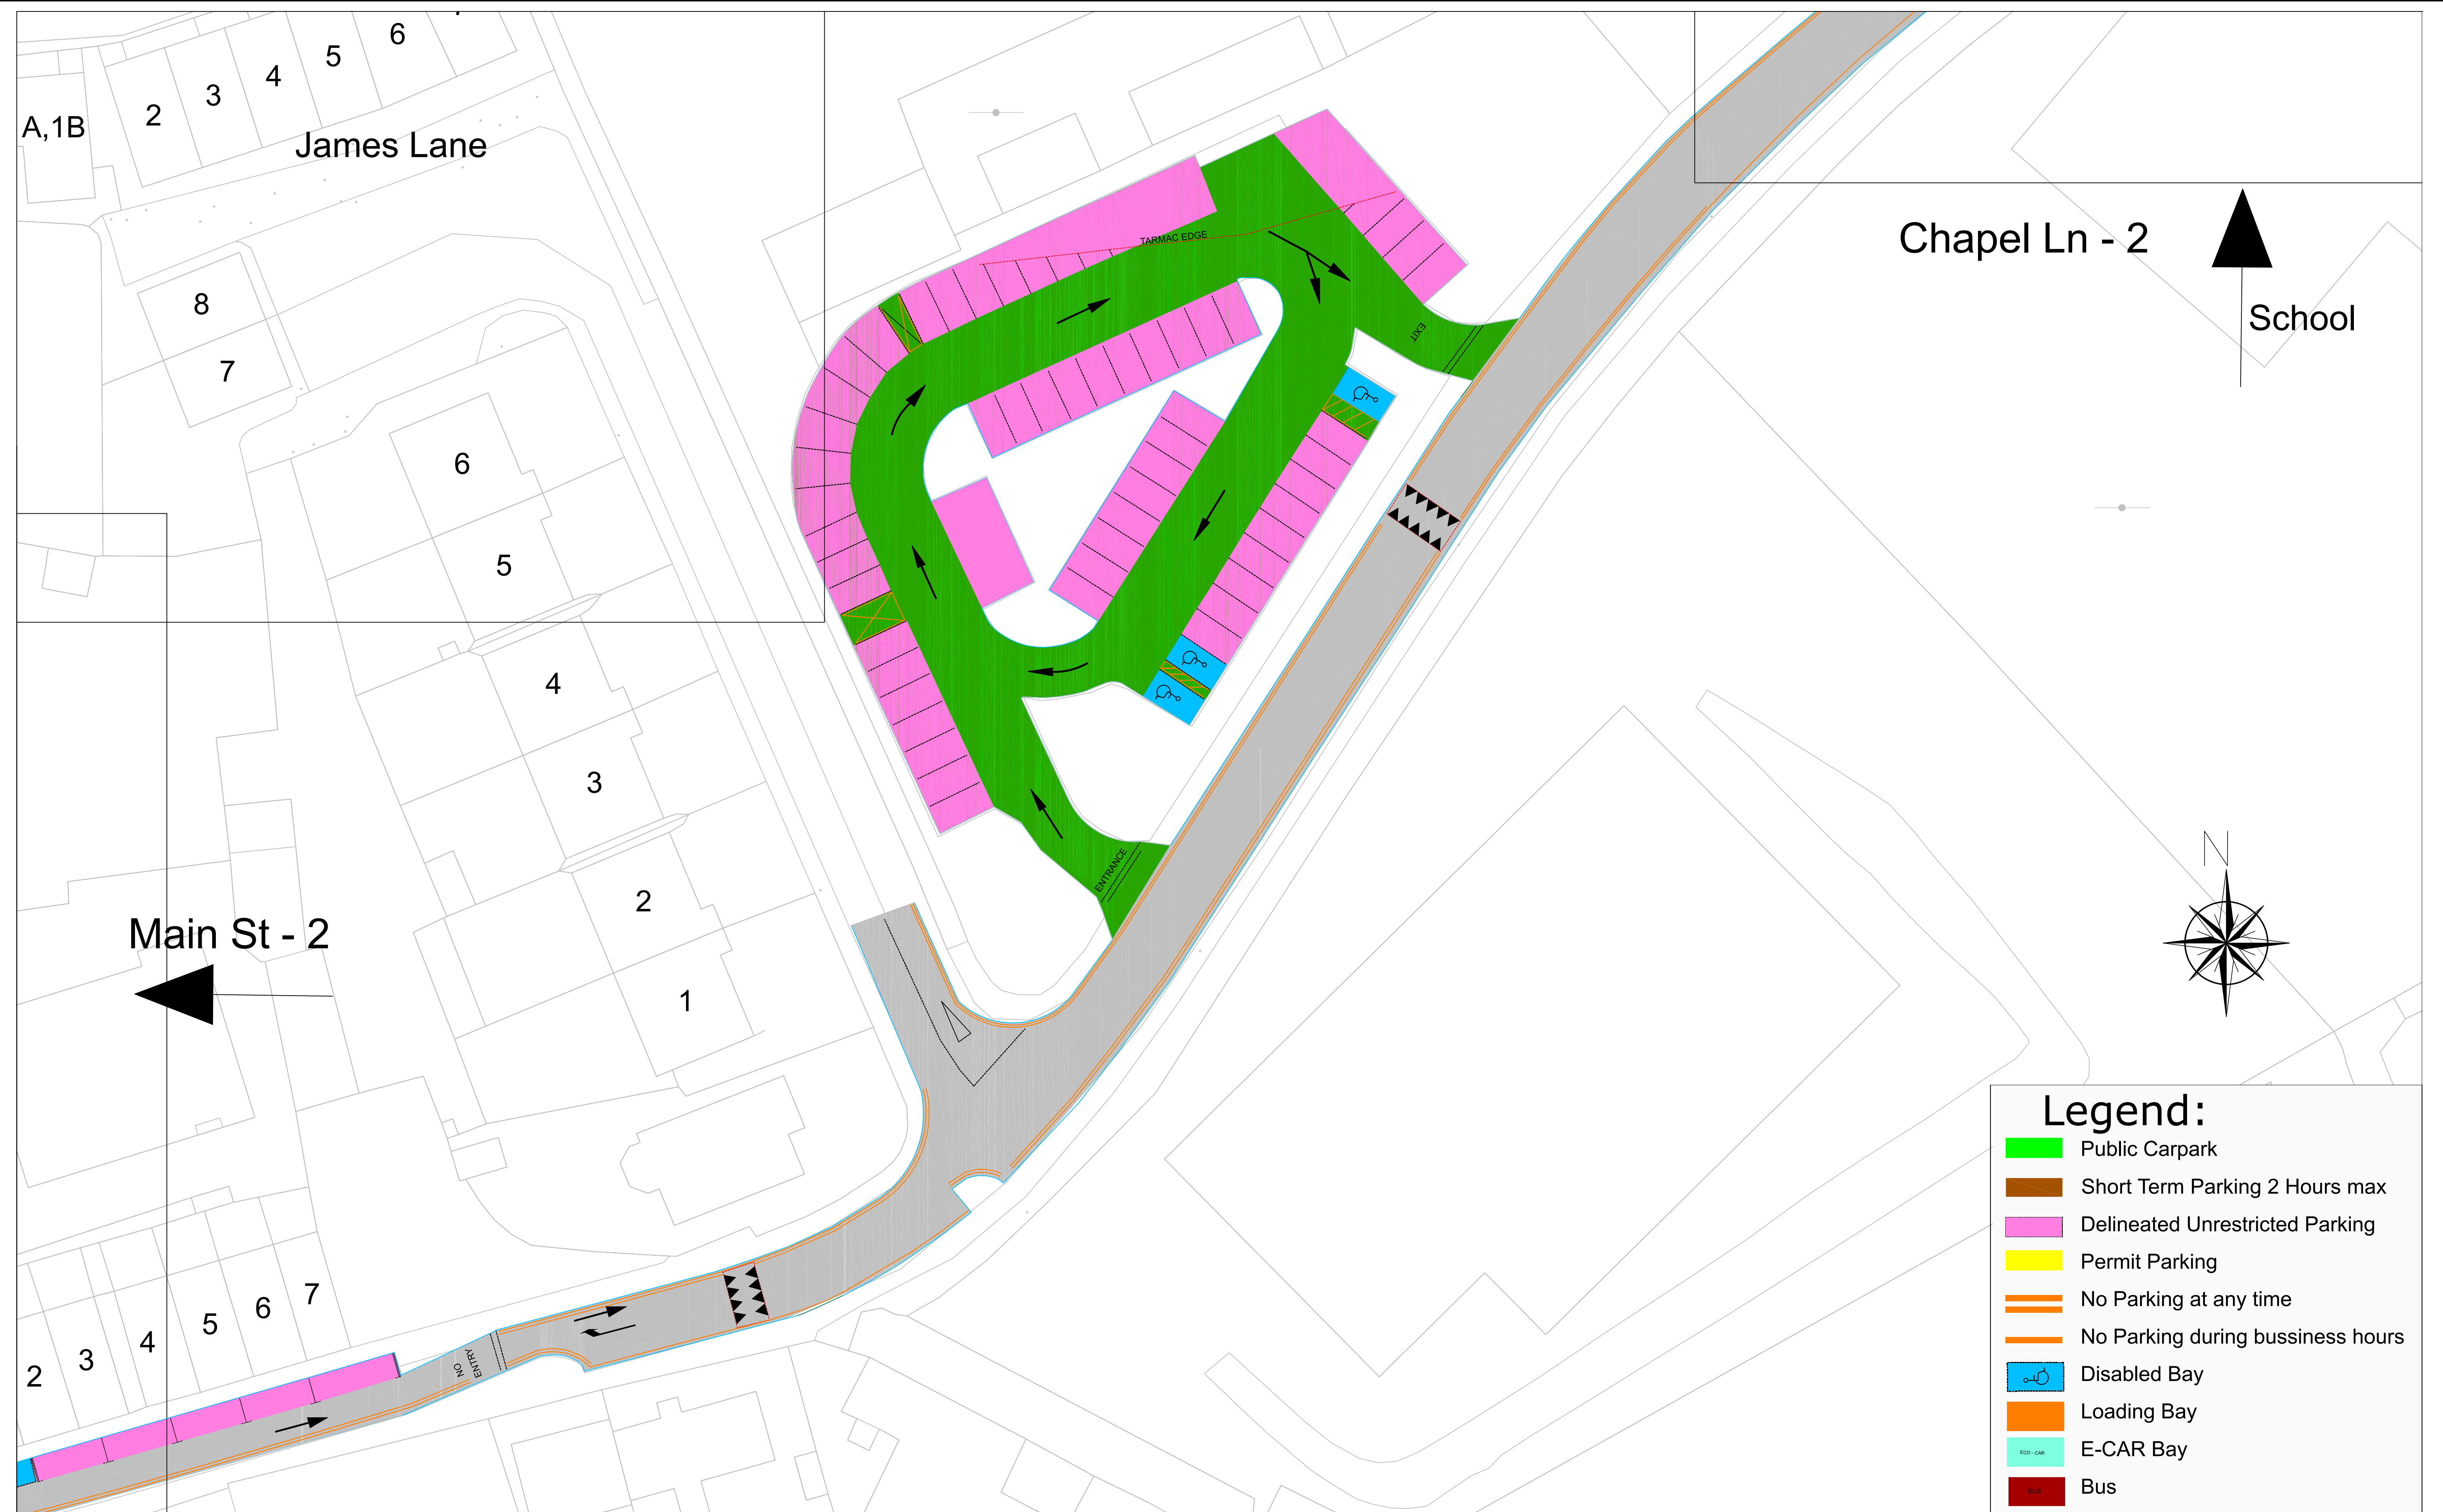 6
5
4
3
2
A,1B
James Lane
8
7
6
5
4
3
2
1
TARMAC EDGE
EXIT
ENTRANCE
Chapel Ln - 2
School
Main St - 2
N
7
6
5
4
3
2
NO
ENTRY
Legend:
Public Carpark
Short Term Parking 2 Hours max
Delineated Unrestricted Parking
Permit Parking
No Parking at any time
No Parking during bussiness hours
Disabled Bay
Loading Bay
ECO - CAR
E-CAR Bay
BUS
Bus